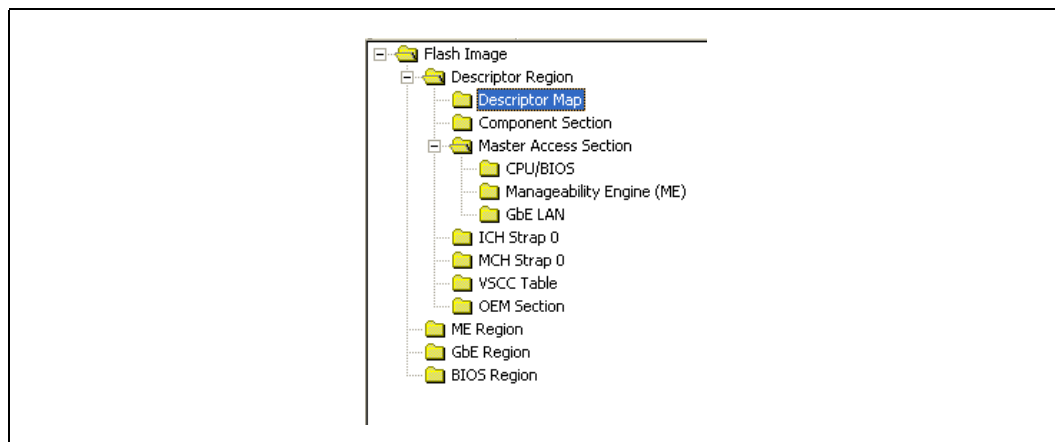 Flash Image
Descriptor Region
Descriptor Map
Component Section
Master Access Section
CPU/BIOS
Manageability Engine (ME)
GbE LAN
ICH Strap 0
MCH Strap 0
VSCC Table
OEM Section
ME Region
GbE Region
BIOS Region